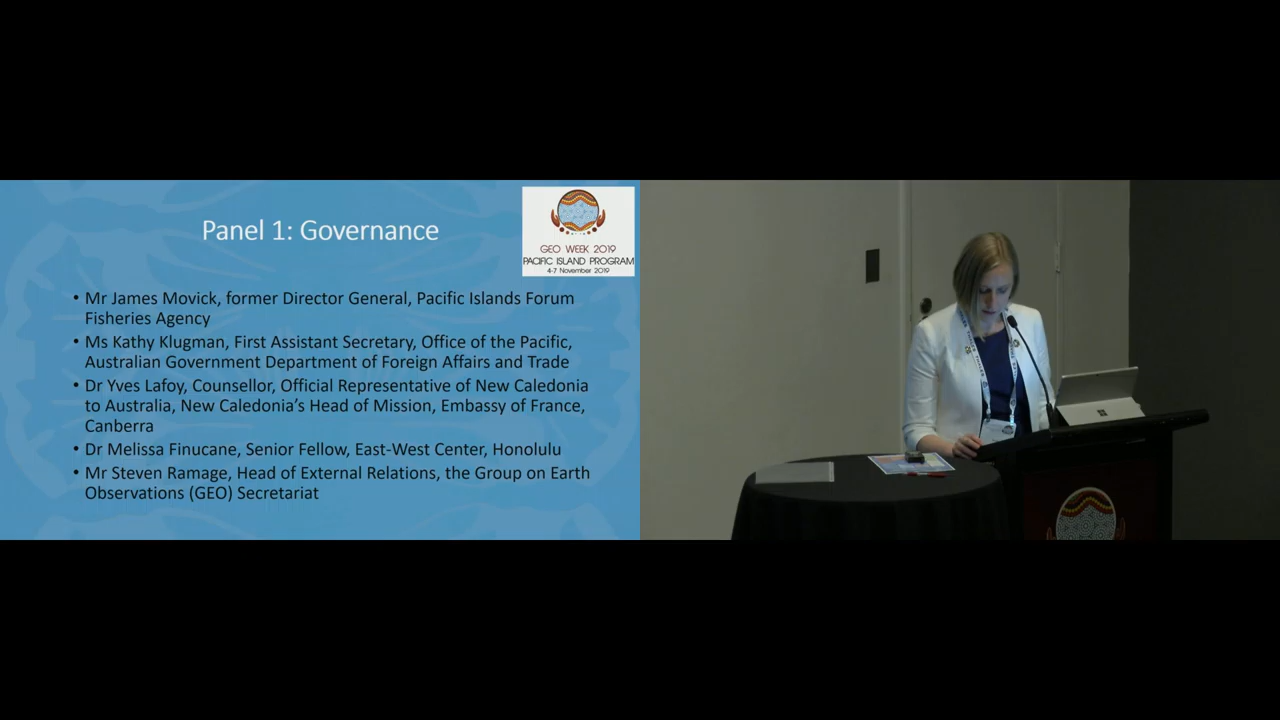 Panel 1: Governance
GEO WEEK 2019
PACIFIC ISLAND PROGRAM
4-7 November 2019
• Mr James Movick, former Director General, Pacific Islands Forum
Fisheries Agency
• Ms Kathy Klugman, First Assistant Secretary, Office of the Pacific,
Australian Government Department of Foreign Affairs and Trade
• Dr Yves Lafoy, Counsellor, Official Representative of New Caledonia
to Australia, New Caledonia’s Head of Mission, Embassy of France,
Canberra
• Dr Melissa Finucane, Senior Fellow, East-West Center, Honolulu
• Mr Steven Ramage, Head of External Relations, the Group on Earth
Observations (GEO) Secretariat